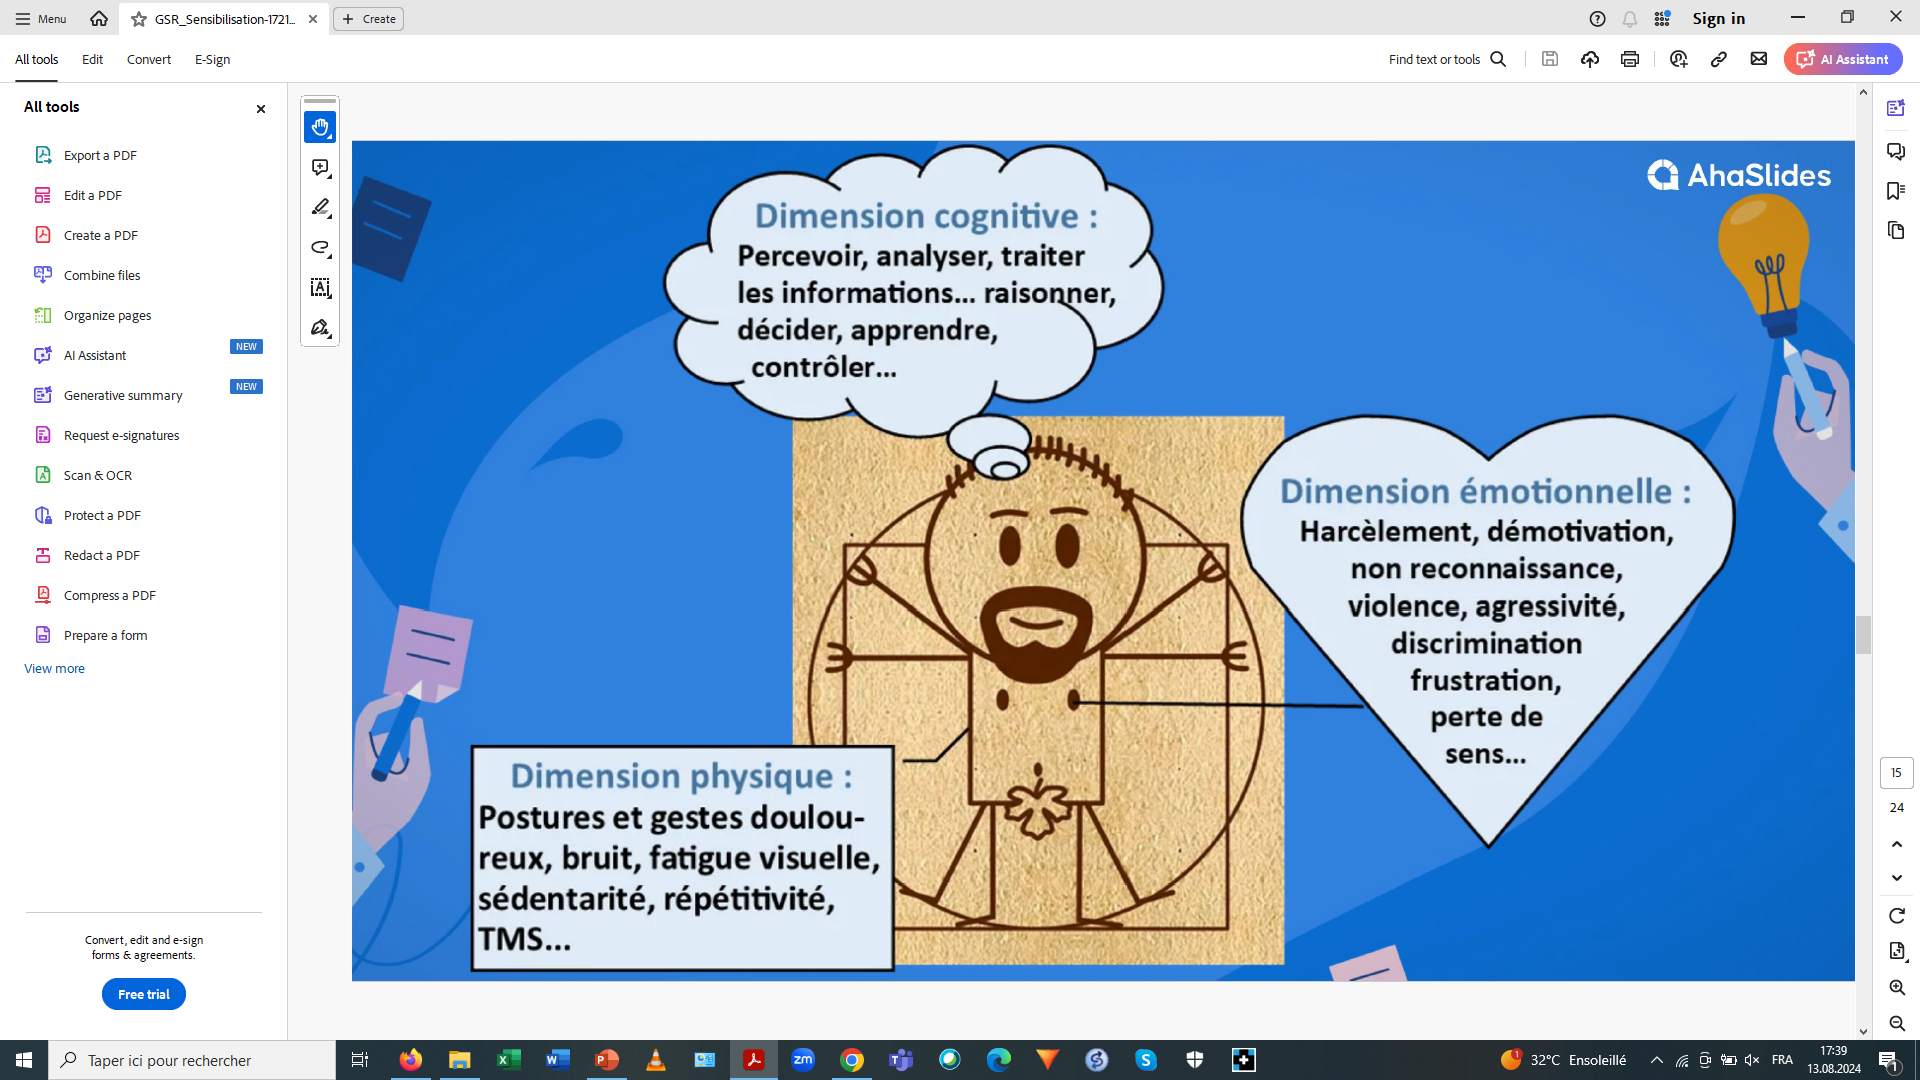 Menu
GSR_Sensibilisation-1721...
Create
Sign in
All tools
Edit
Convert
E-Sign
Find text or tools
AI Assistant
All tools
Export a PDF
Edit a PDF
Create a PDF
Combine files
Organize pages
AI Assistant
NEW
Generative summary
NEW
Request e-signatures
Scan & OCR
Protect a PDF
Redact a PDF
Compress a PDF
Prepare a form
View more
Convert, edit and e-sign
forms & agreements.
Free trial
AhaSlides
Dimension cognitive :
Percevoir, analyser, traiter
les informations... raisonner,
décider, apprendre,
contrôler...
Dimension émotionnelle :
Harcèlement, démotivation,
non reconnaissance,
violence, agressivité,
discrimination
frustration,
perte de
sens...
Dimension physique :
Postures et gestes doulou-
reux, bruit, fatigue visuelle,
sédentarité, répétitivité,
TMS...
15
24
Taper ici pour rechercher
32°C Ensoleillé
FRA
17:39
13.08.2024